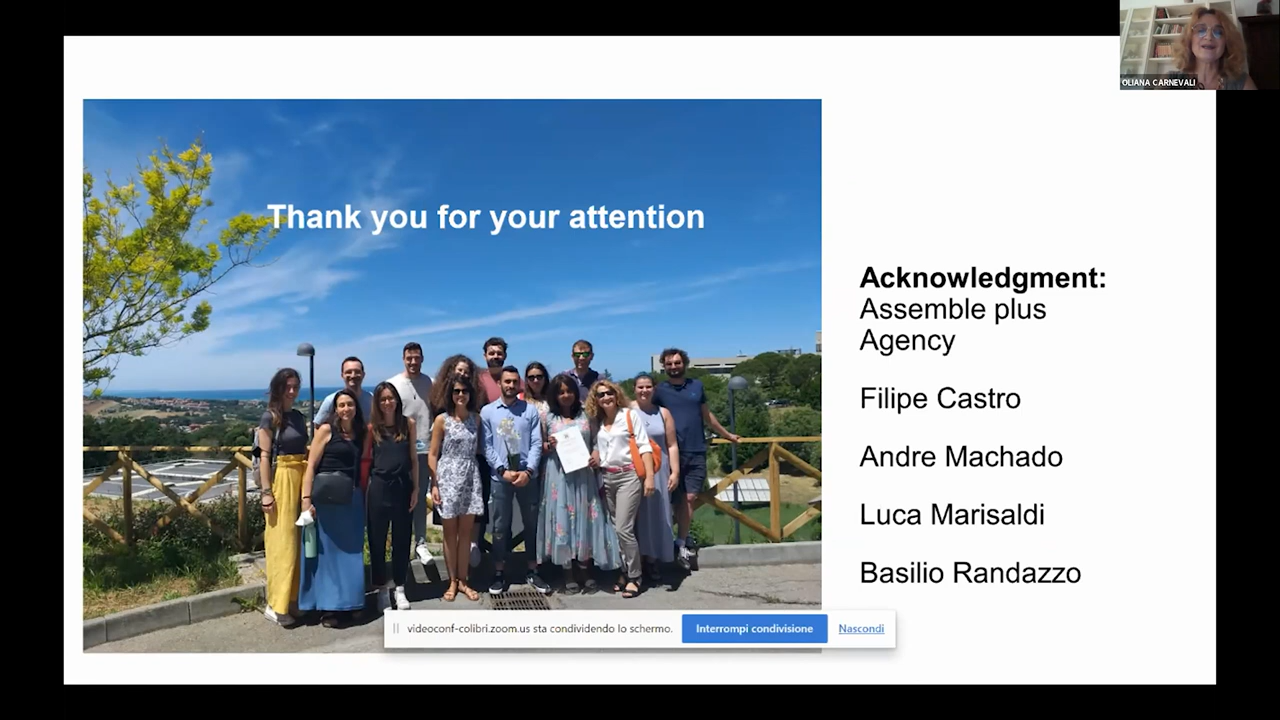 OLIANA CARNEVALI
Thank you for your attention
Acknowledgment:
Assemble plus
Agency
Filipe Castro
Andre Machado
Luca Marisaldi
Basilio Randazzo
videoconf-colibri.zoom.us sta condividendo lo schermo.
Interrompi condivisione
Nascondi